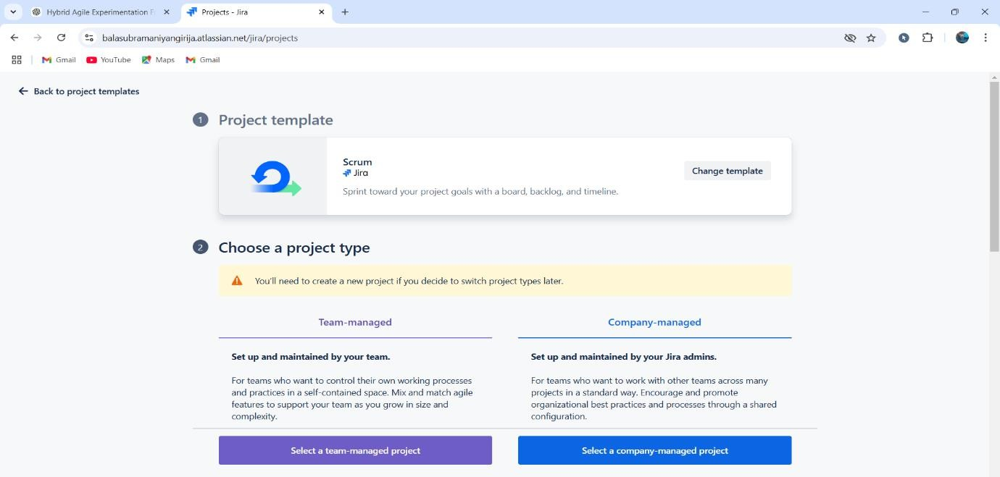 Hybrid Agile Experimentation F
Projects - Jira
balasubramaniyangirija.atlassian.net/jira/projects
Gmail
YouTube
Maps
Gmail
Back to project templates
1 Project template
Scrum
Jira
Change template
Sprint toward your project goals with a board, backlog, and timeline.
2 Choose a project type
You'll need to create a new project if you decide to switch project types later.
Team-managed
Set up and maintained by your team.
For teams who want to control their own working processes
and practices in a self-contained space. Mix and match agile
features to support your team as you grow in size and
complexity.
Select a team-managed project
Company-managed
Set up and maintained by your Jira admins.
For teams who want to work with other teams across many
projects in a standard way. Encourage and promote
organizational best practices and processes through a shared
configuration.
Select a company-managed project